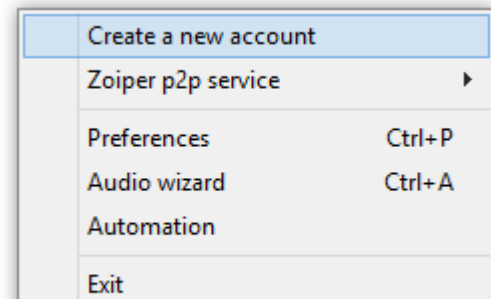 Create a new account
Zoiper p2p service
Preferences Ctrl+P
Audio wizard Ctrl+A
Automation
Exit